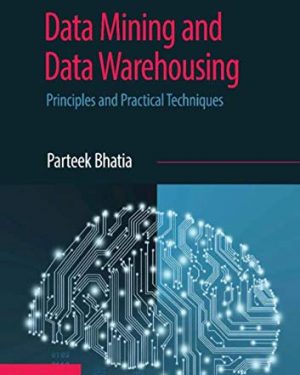 Data Mining and
Data Warehousing
Principles and Practical Techniques
Parteek Bhatia